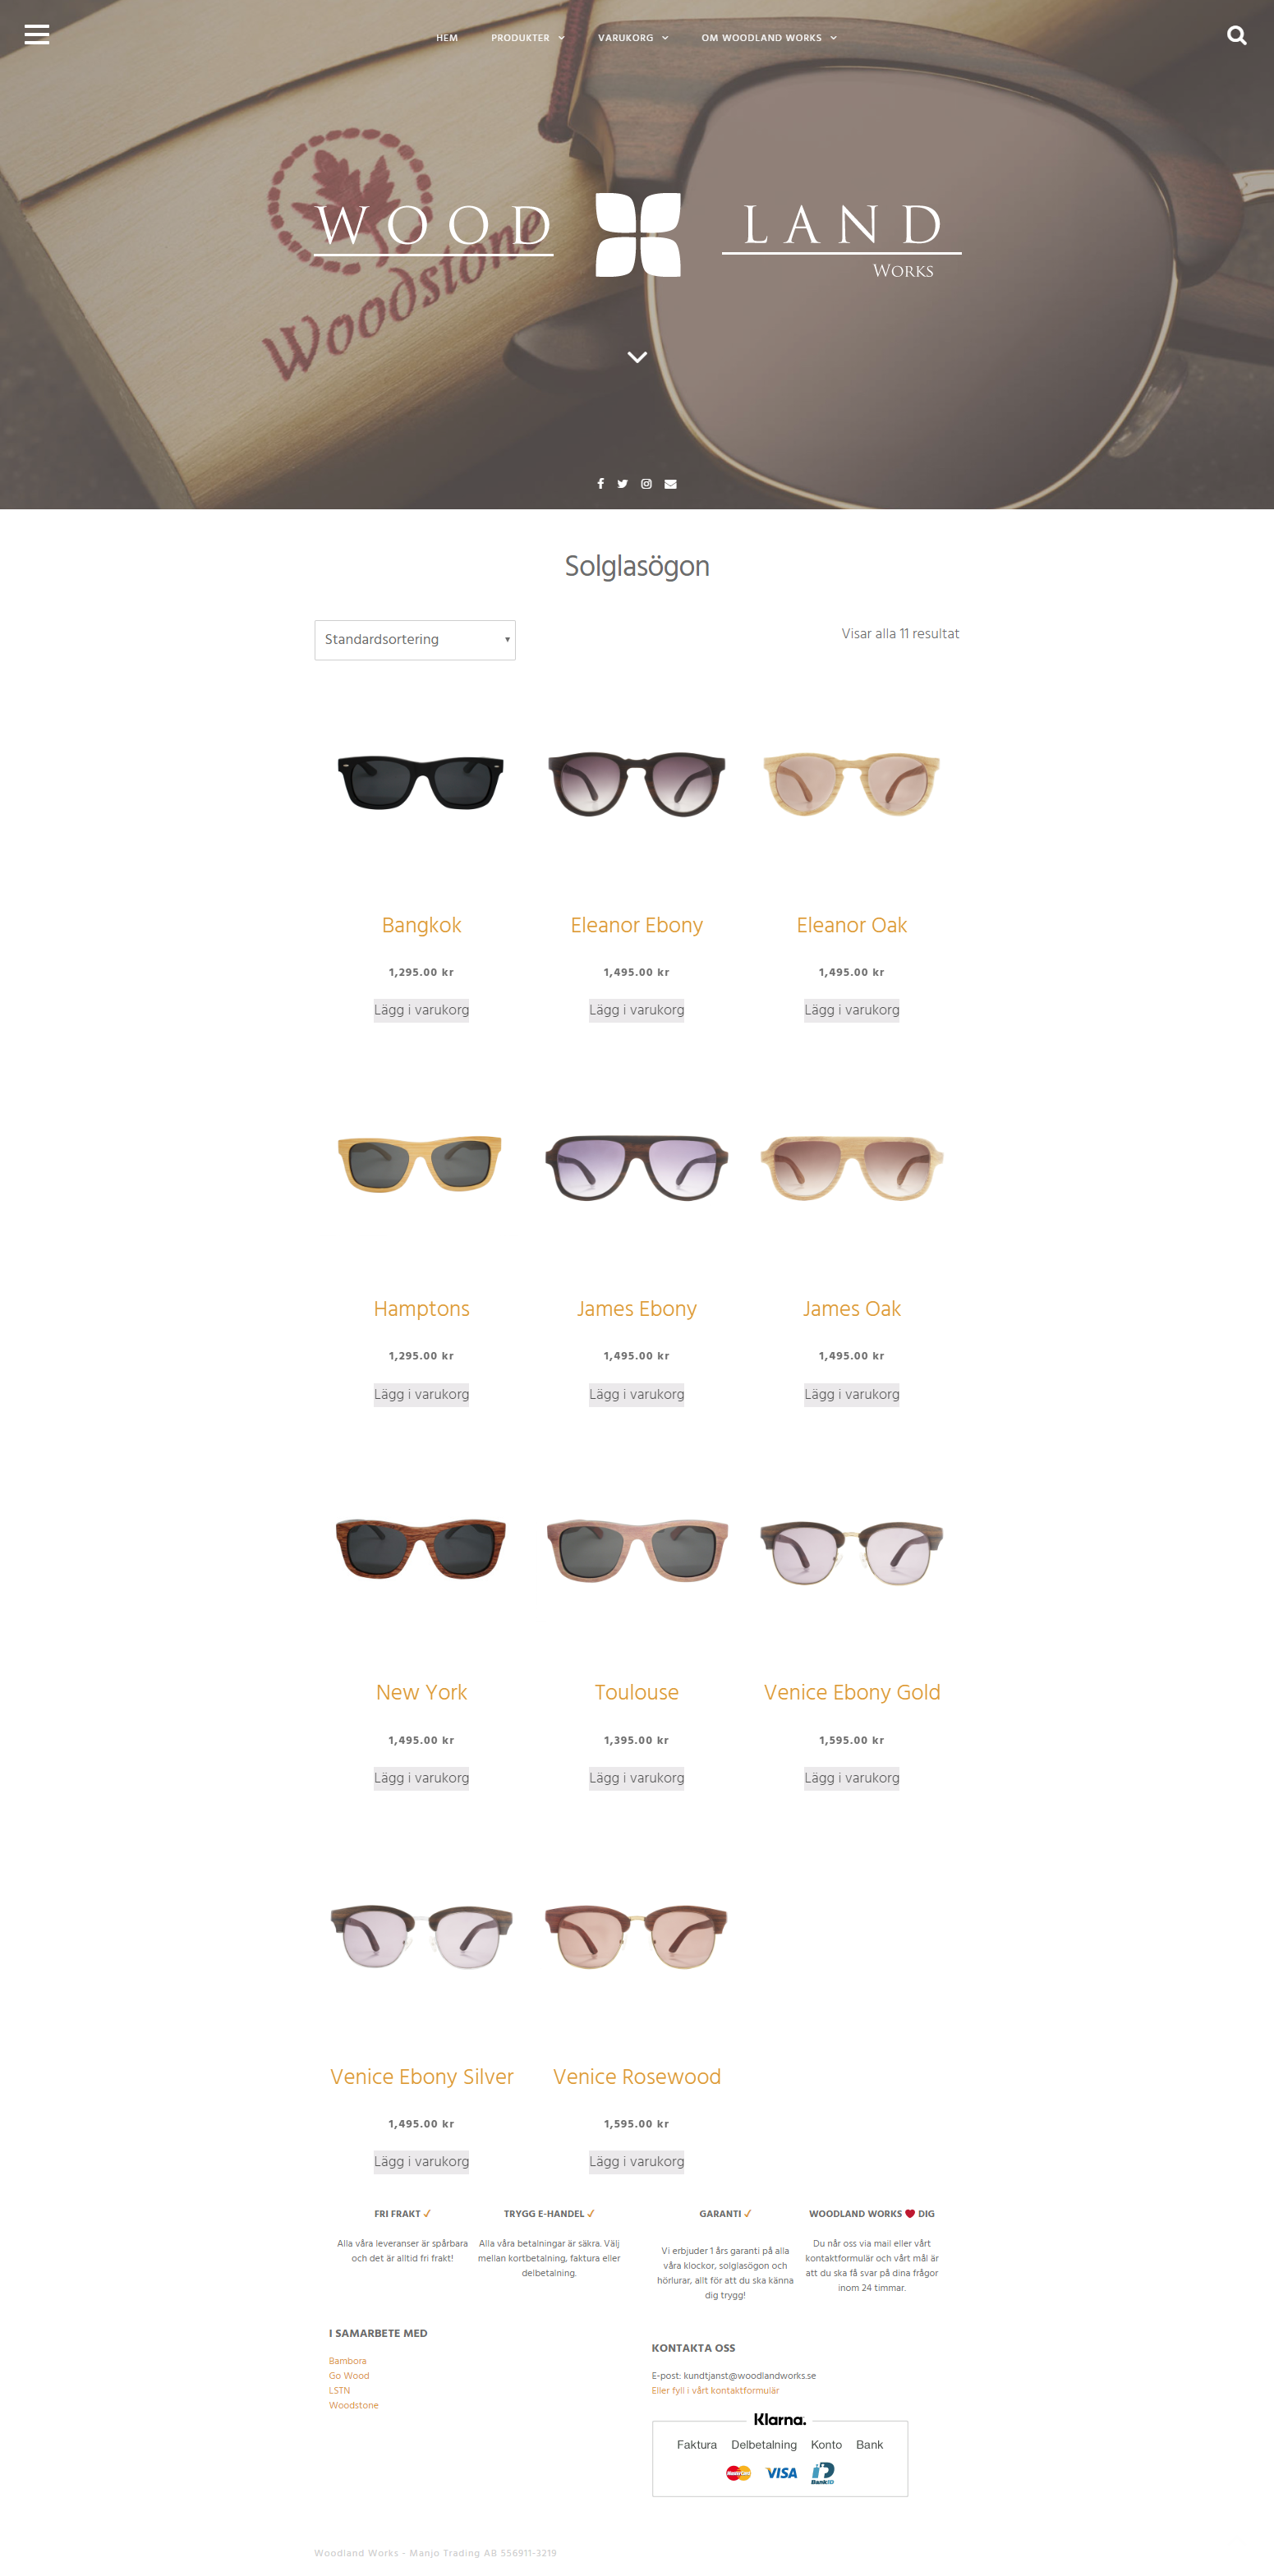 HEM PRODUKTER VARUKORG OM WOODLAND WORKS
WOOD LAND
WORKS
Woodstone
Solglasögon
Standardsortering
Visar alla 11 resultat
Bangkok
1,295.00 kr
Lägg i varukorg
Eleanor Ebony
1,495.00 kr
Lägg i varukorg
Eleanor Oak
1,495.00 kr
Lägg i varukorg
Hamptons
1,295.00 kr
Lägg i varukorg
James Ebony
1,495.00 kr
Lägg i varukorg
James Oak
1,495.00 kr
Lägg i varukorg
New York
1,495.00 kr
Lägg i varukorg
Toulouse
1,395.00 kr
Lägg i varukorg
Venice Ebony Gold
1,595.00 kr
Lägg i varukorg
Venice Ebony Silver
1,495.00 kr
Lägg i varukorg
Venice Rosewood
1,595.00 kr
Lägg i varukorg
FRI FRAKT ✓
Alla våra leveranser är spårbara
och det är alltid fri frakt!
TRYGG E-HANDEL ✓
Alla våra betalningar är säkra. Välj
mellan kortbetalning, faktura eller
delbetalning.
GARANTI ✓
Vi erbjuder 1 års garanti på alla
våra klockor, solglasögon och
hörlurar, allt för att du ska känna
dig trygg!
WOODLAND WORKS ❤ DIG
Du når oss via mail eller vårt
kontaktformulär och vårt mål är
att du ska få svar på dina frågor
inom 24 timmar.
I SAMARBETE MED
Bambora
Go Wood
LSTN
Woodstone
KONTAKTA OSS
E-post: kundtjanst@woodlandworks.se
Eller fyll i vårt kontaktformulär
Klarna.
Faktura Delbetalning Konto Bank
MasterCard VISA BankID
Woodland Works - Manjo Trading AB 556911-3219